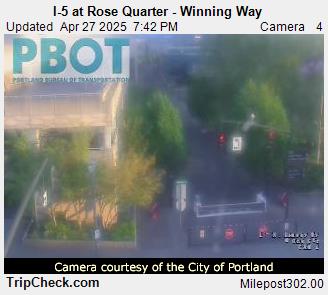 I-5 at Rose Quarter - Winning Way
Updated Apr 27 2025 7:42 PM Camera 4
PBOT
PORTLAND BUREAU OF TRANSPORTATION
Camera courtesy of the City of Portland
TripCheck.com Milepost302.00